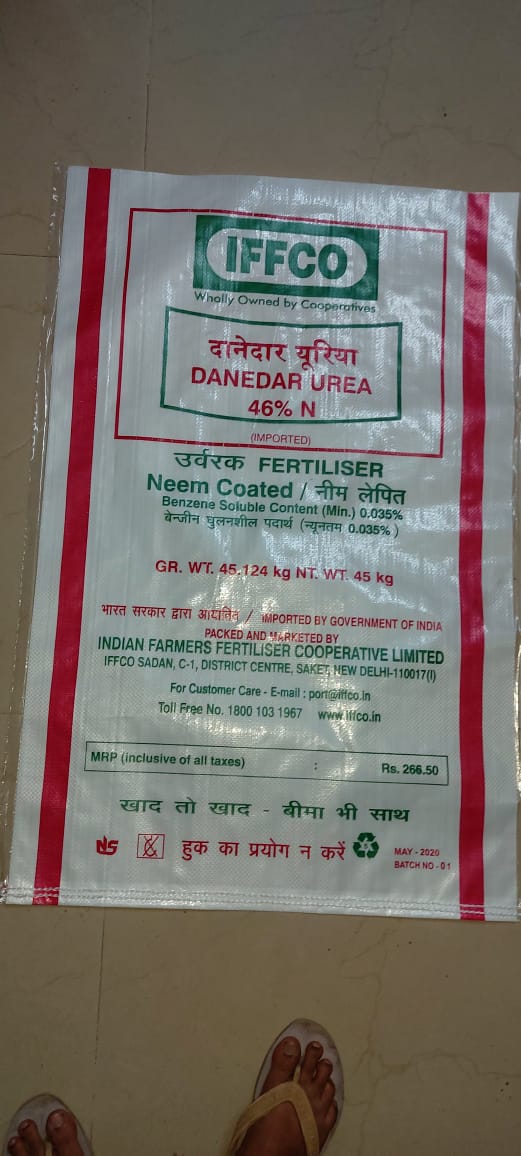 IFFCO
Wholly Owned by Cooperatives
दानेदार यूरिया
DANEDAR UREA
46% N
(IMPORTED)
उर्वरक FERTILISER
Neem Coated / नीम लेपित
Benzene Soluble Content (Min.) 0.035%
बेन्जीन घुलनशील पदार्थ (न्यूनतम 0.035% )
GR. WT. 45.124 kg NT. WT. 45 kg
भारत सरकार द्वारा आयातित / IMPORTED BY GOVERNMENT OF INDIA
PACKED AND MARKETED BY
INDIAN FARMERS FERTILISER COOPERATIVE LIMITED
IFFCO SADAN, C-1, DISTRICT CENTRE, SAKET, NEW DELHI-110017(I)
For Customer Care - E-mail : port@iffco.in
Toll Free No. 1800 103 1967 www.iffco.in
MRP (inclusive of all taxes) : Rs. 266.50
खाद तो खाद - बीमा भी साथ
हुक का प्रयोग न करें
MAY - 2020
BATCH NO - 01